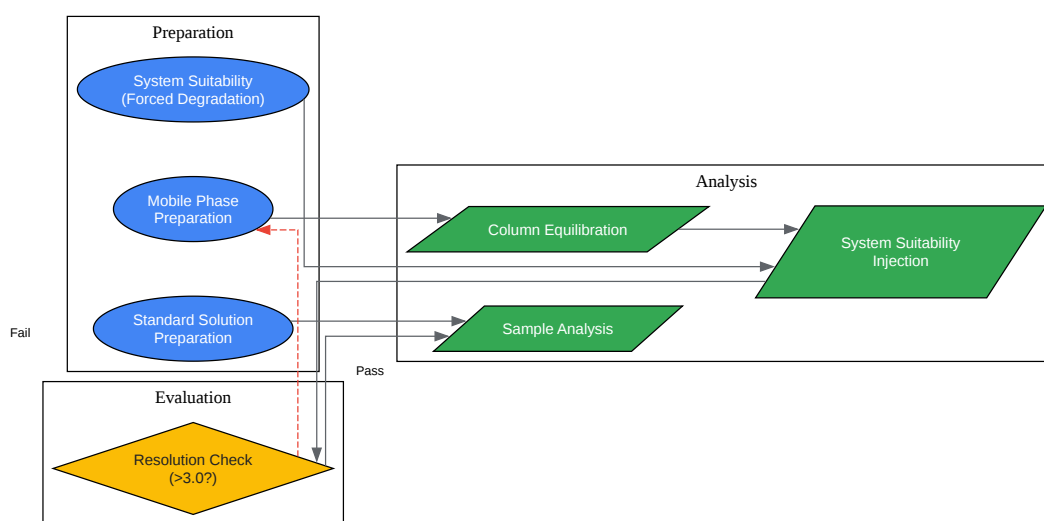 Preparation
System Suitability
(Forced Degradation)
Mobile Phase
Preparation
Standard Solution
Preparation
Analysis
Column Equilibration
System Suitability
Injection
Sample Analysis
Fail
Pass
Evaluation
Resolution Check
(>3.0?)